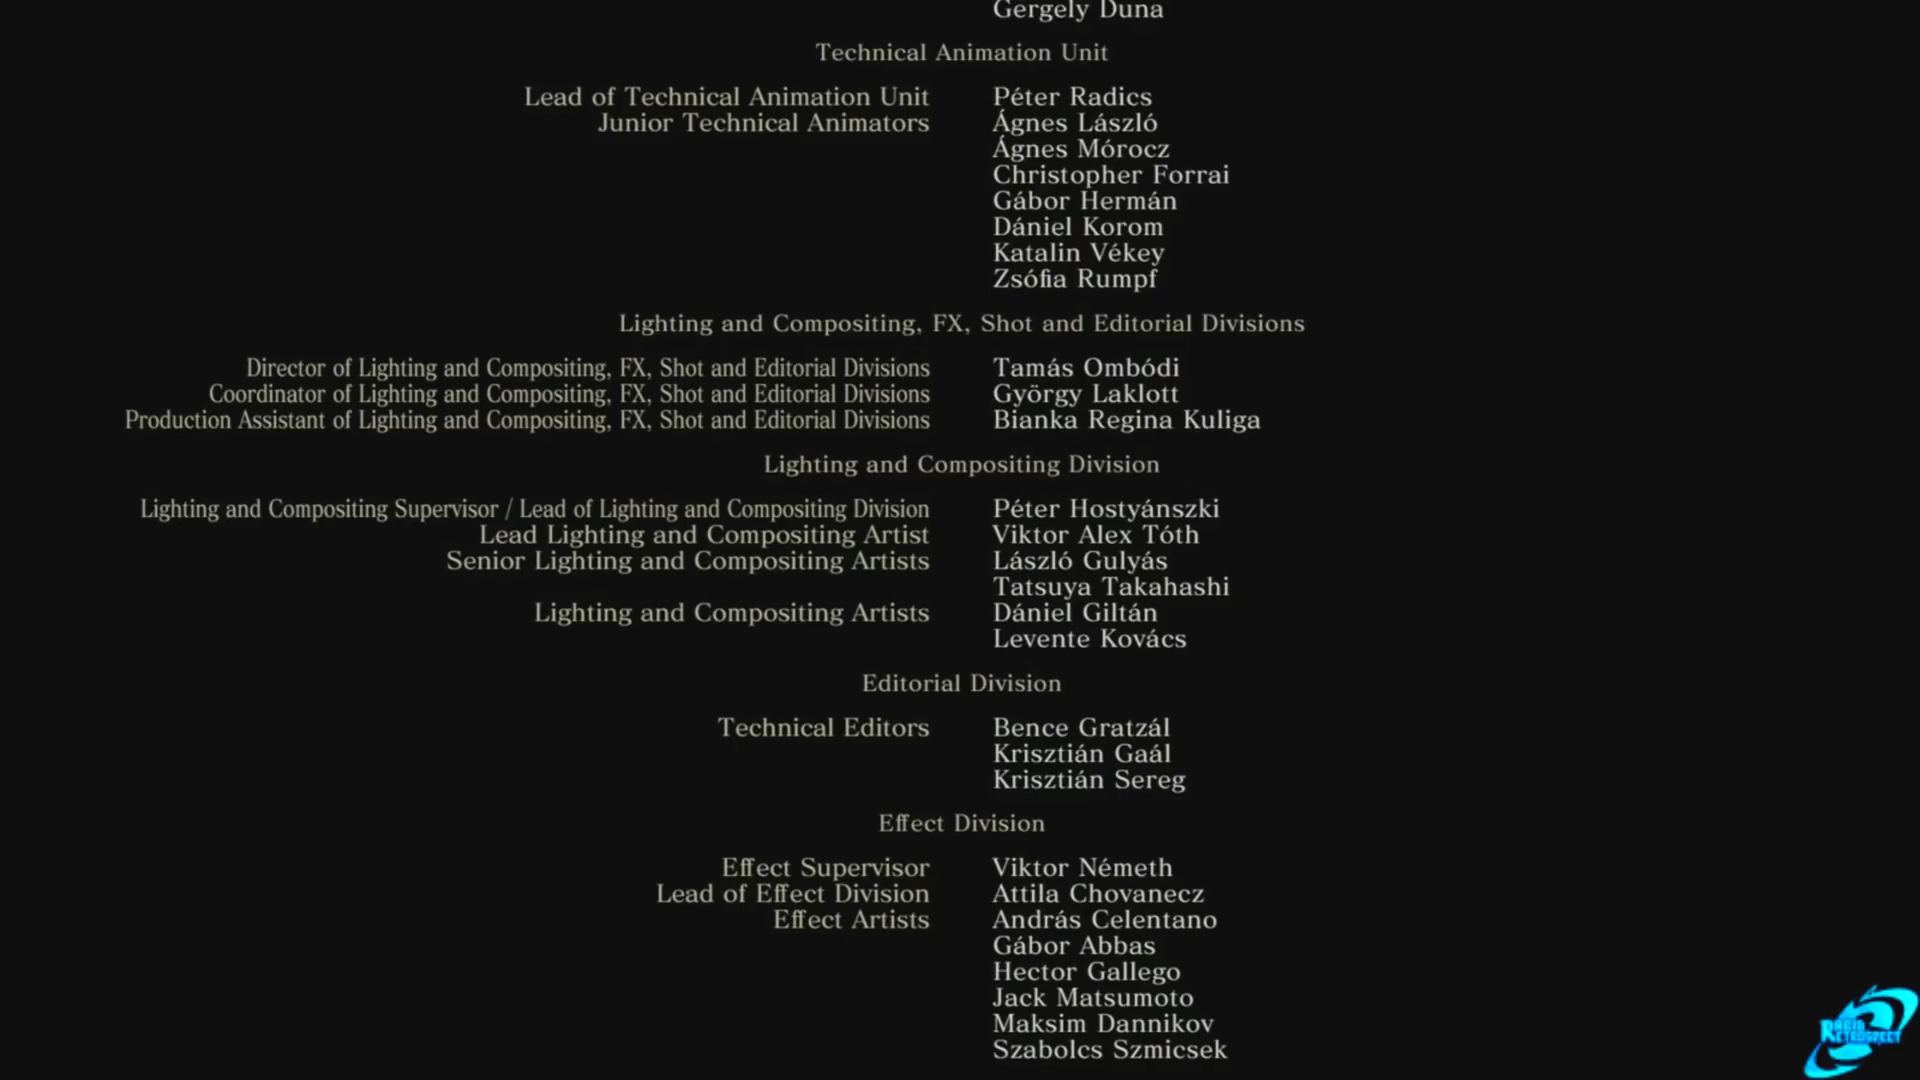 Gergely Duna
Technical Animation Unit
Lead of Technical Animation Unit Péter Radics
Junior Technical Animators Ágnes László
Ágnes Mórocz
Christopher Forrai
Gábor Hermán
Dániel Korom
Katalin Vékey
Zsófia Rumpf
Lighting and Compositing, FX, Shot and Editorial Divisions
Director of Lighting and Compositing, FX, Shot and Editorial Divisions Tamás Ombódi
Coordinator of Lighting and Compositing, FX, Shot and Editorial Divisions György Laklott
Production Assistant of Lighting and Compositing, FX, Shot and Editorial Divisions Bianka Regina Kuliga
Lighting and Compositing Division
Lighting and Compositing Supervisor / Lead of Lighting and Compositing Division Péter Hostyánszki
Lead Lighting and Compositing Artist Viktor Alex Tóth
Senior Lighting and Compositing Artists László Gulyás
Tatsuya Takahashi
Lighting and Compositing Artists Dániel Giltán
Levente Kovács
Editorial Division
Technical Editors Bence Gratzál
Krisztián Gaál
Krisztián Sereg
Effect Division
Effect Supervisor Viktor Németh
Lead of Effect Division Attila Chovanecz
Effect Artists András Celentano
Gábor Abbas
Hector Gallego
Jack Matsumoto
Maksim Dannikov
Szabolcs Szmicsek
Retrospect